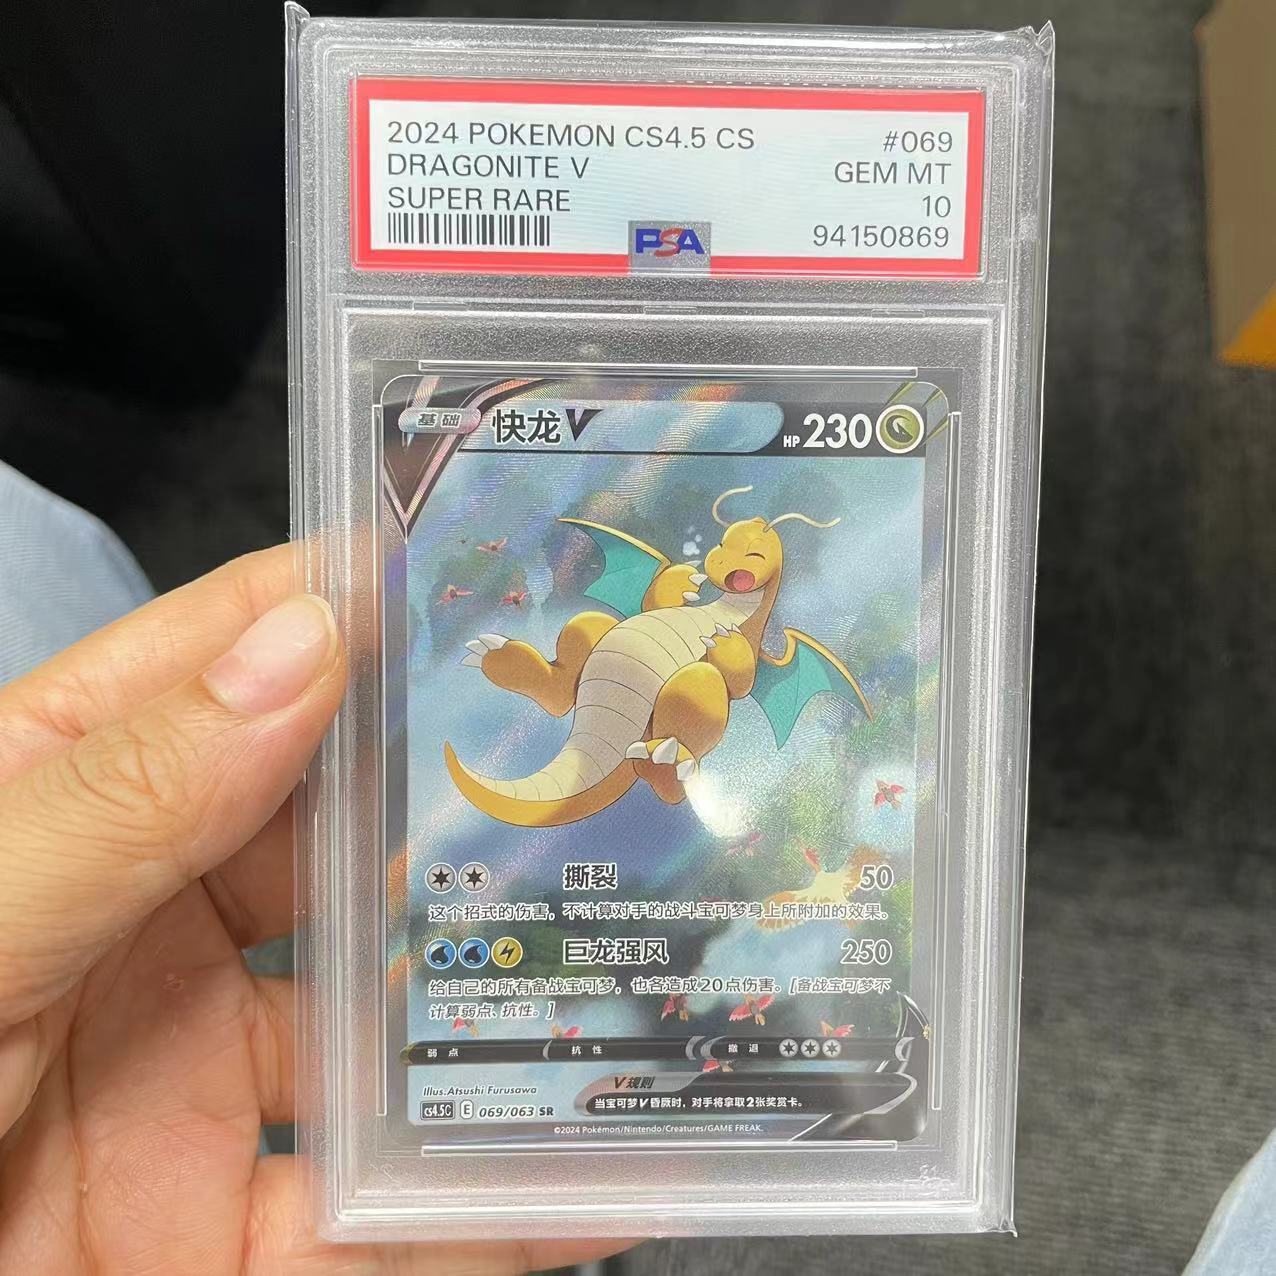 2024 POKEMON CS4.5 CS #069
DRAGONITE V GEM MT
SUPER RARE 10
PSA 94150869
基础 快龙V HP230
撕裂 50
这个招式的伤害，不计算对手的战斗宝可梦身上所附加的效果。
巨龙强风 250
给自己的所有备战宝可梦，也各造成20点伤害。[备战宝可梦不
计算弱点、抗性。]
弱点 抗性 撤退
Illus.Atsushi Furusawa V规则
cs4.5C E 069/063 SR 当宝可梦V昏厥时，对手将拿取2张奖赏卡。
©2024 Pokémon/Nintendo/Creatures/GAME FREAK.